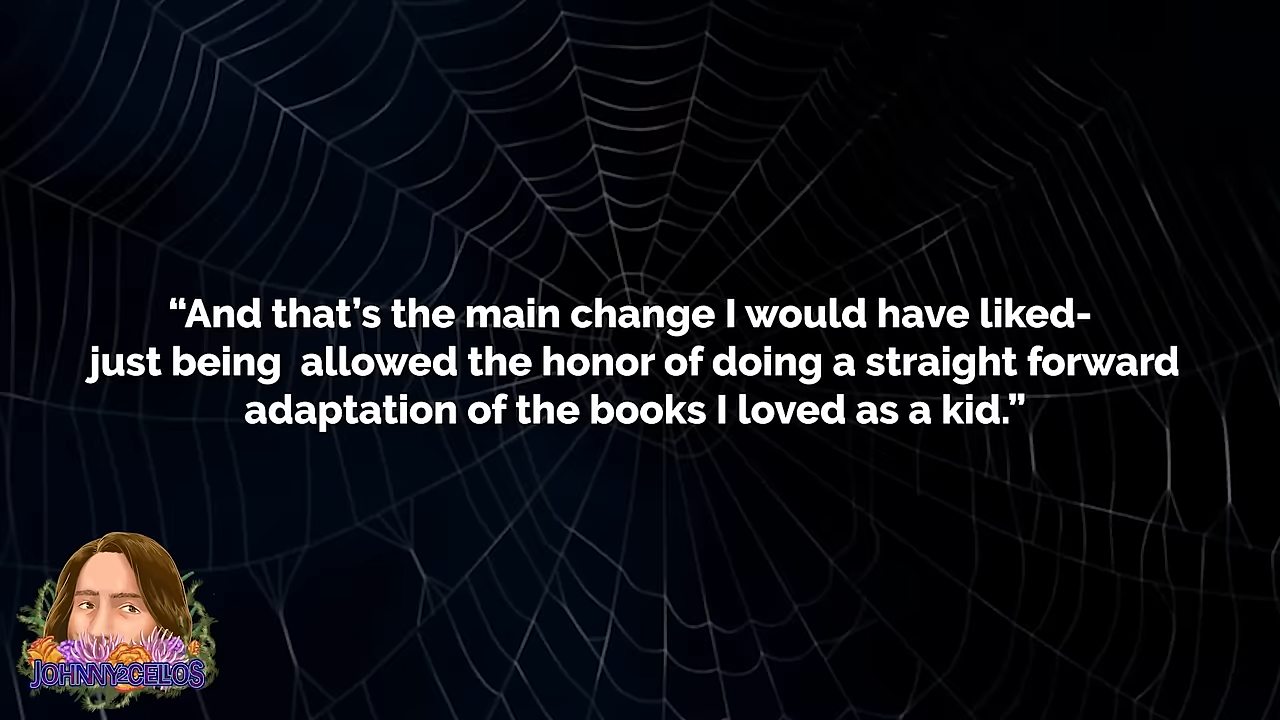 “And that’s the main change I would have liked-
just being  allowed the honor of doing a straight forward
adaptation of the books I loved as a kid.”
JOHNNY2CELLOS